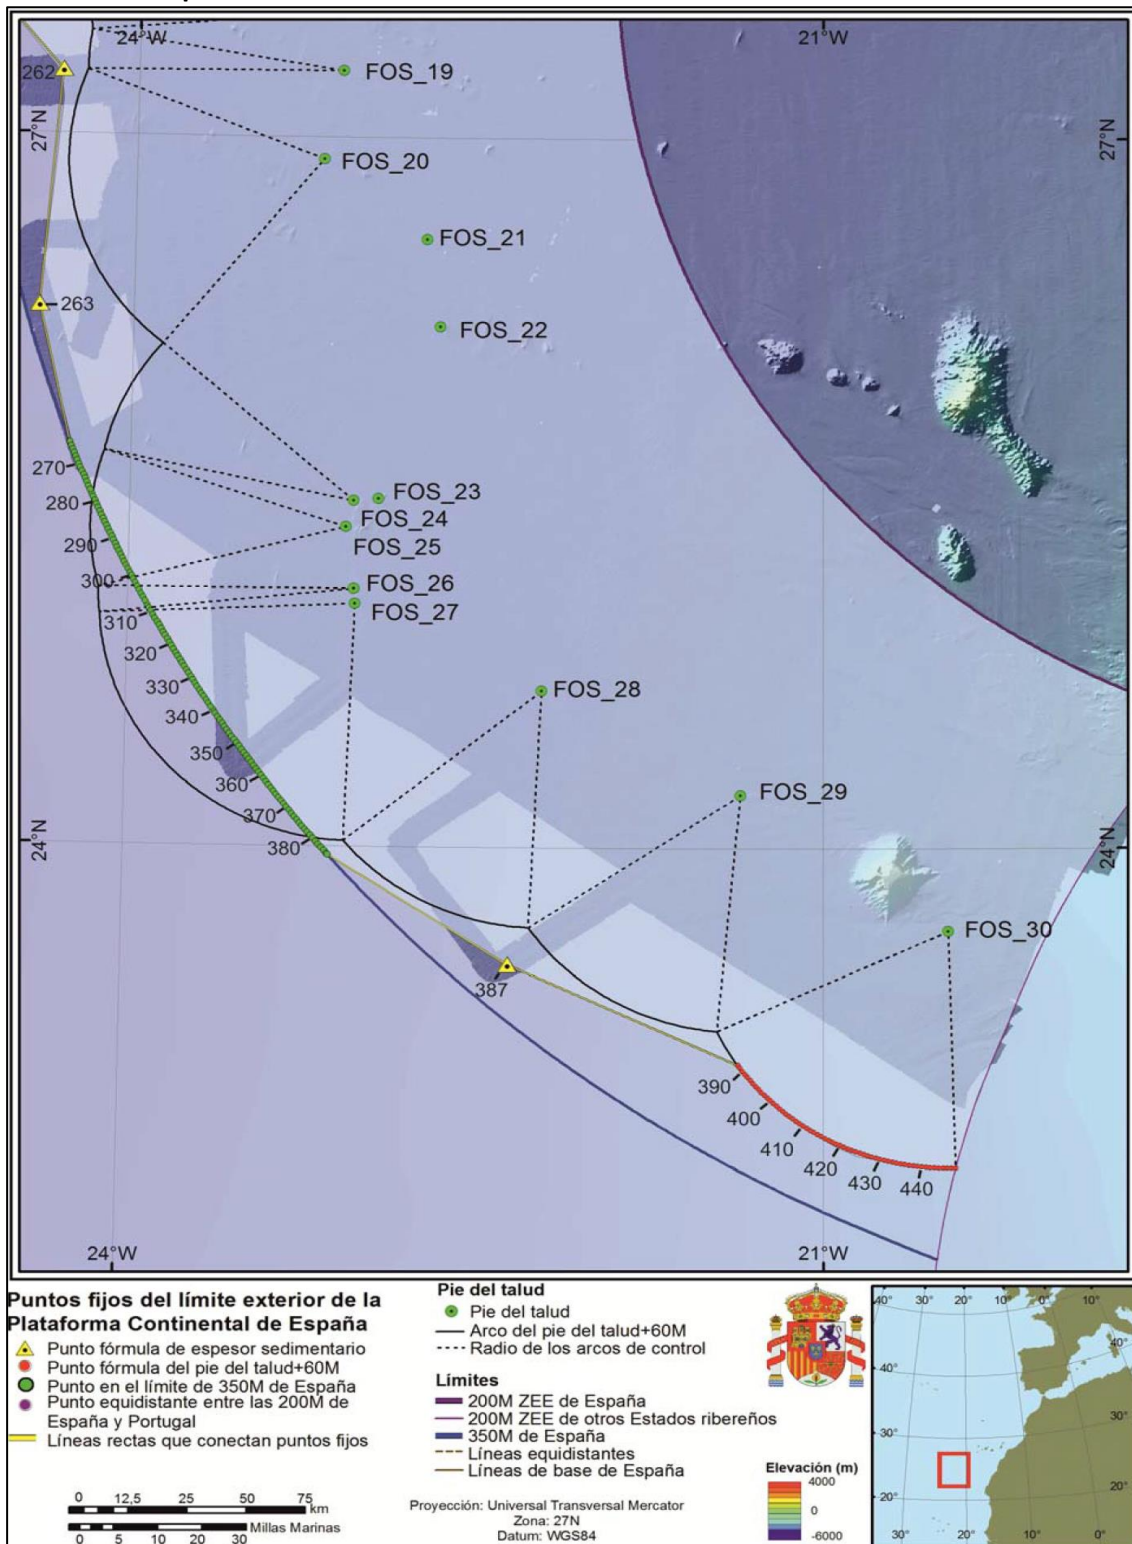 24°W
21°W
262
FOS_19
27°N
27°N
FOS_20
FOS_21
263
FOS_22
270
FOS_23
280
FOS_24
290
FOS_25
300
FOS_26
310
FOS_27
320
330
FOS_28
340
350
360
FOS_29
370
380
24°N
24°N
FOS_30
387
390
400
410
420
430
440
24°W
21°W
Puntos fijos del límite exterior de la
Plataforma Continental de España
Punto fórmula de espesor sedimentario
Punto fórmula del pie del talud+60M
Punto en el límite de 350M de España
Punto equidistante entre las 200M de
España y Portugal
Líneas rectas que conectan puntos fijos
0 12,5 25 50 75
km
Millas Marinas
0 5 10 20 30
Pie del talud
Pie del talud
Arco del pie del talud+60M
Radio de los arcos de control
Límites
200M ZEE de España
200M ZEE de otros Estados ribereños
350M de España
Líneas equidistantes
Líneas de base de España
Proyección: Universal Transversal Mercator
Zona: 27N
Datum: WGS84
Elevación (m)
4000
0
-6000
40° 30° 20° 10° 0° 10°
40°
40°
30°
30°
20°
20°
30° 20° 10° 0°